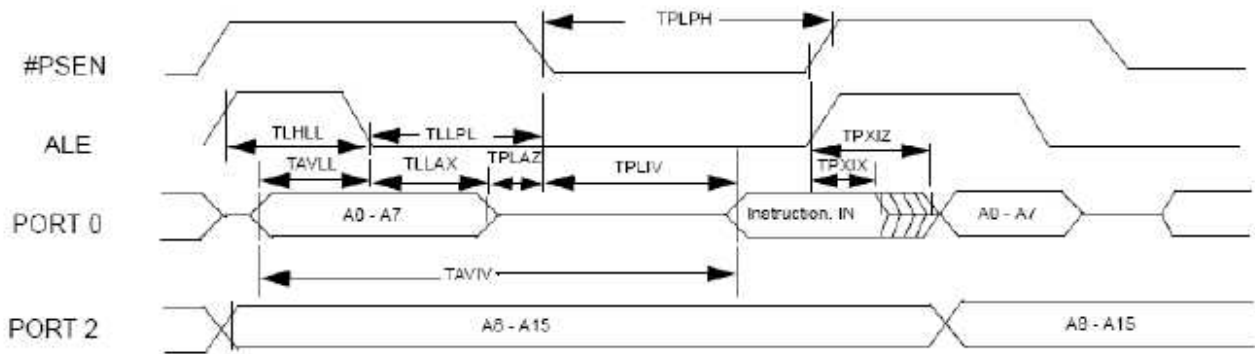 TPLPH
#PSEN
ALE
TLHLL
TLLPL
TPXIZ
TAVLL
TLLAX
TPLAZ
TPLIV
TPXIX
PORT 0
A0 - A7
Instruction. IN
A0 - A7
TAVIV
PORT 2
A8 - A15
A8 - A15